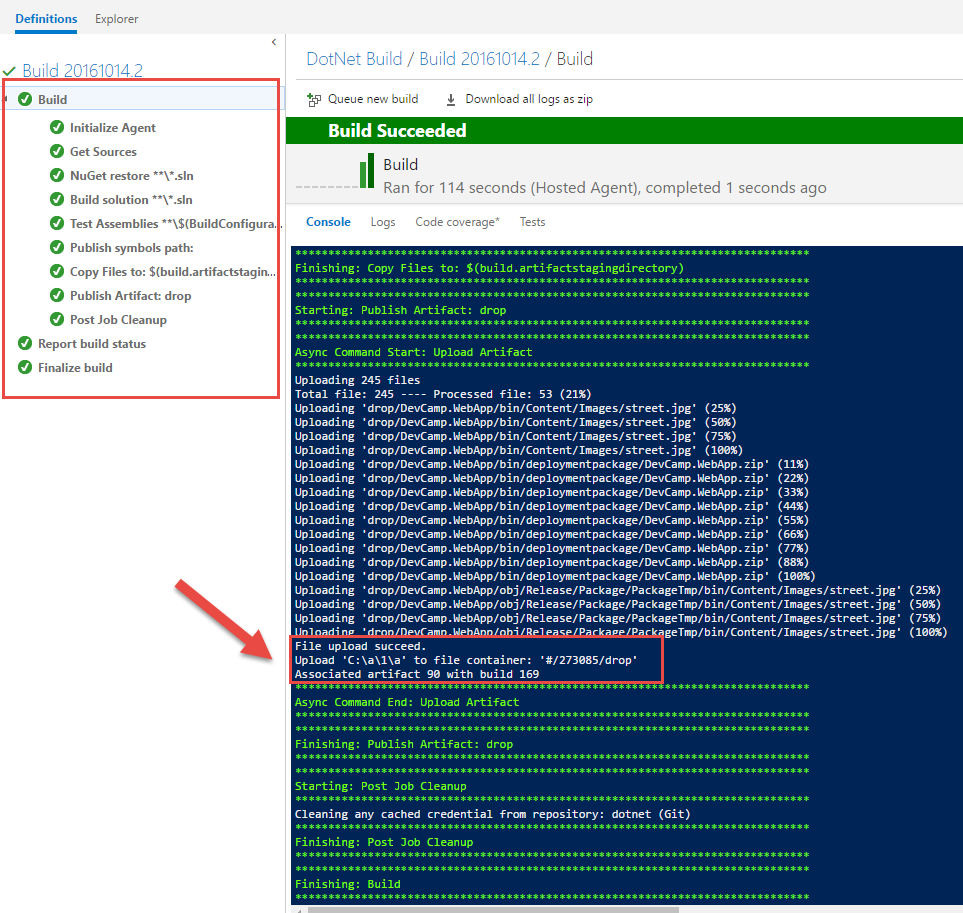 Definitions Explorer
Build 20161014.2
Build
Initialize Agent
Get Sources
NuGet restore **\*.sln
Build solution **\*.sln
Test Assemblies **\$(BuildConfigura...
Publish symbols path:
Copy Files to: $(build.artifactstagin...
Publish Artifact: drop
Post Job Cleanup
Report build status
Finalize build
DotNet Build / Build 20161014.2 / Build
Queue new build Download all logs as zip
Build Succeeded
Build
Ran for 114 seconds (Hosted Agent), completed 1 seconds ago
Console Logs Code coverage* Tests
******************************************************************************
Finishing: Copy Files to: $(build.artifactstagingdirectory)
******************************************************************************
******************************************************************************
Starting: Publish Artifact: drop
******************************************************************************
******************************************************************************
Async Command Start: Upload Artifact
******************************************************************************
Uploading 245 files
Total file: 245 ---- Processed file: 53 (21%)
Uploading 'drop/DevCamp.WebApp/bin/Content/Images/street.jpg' (25%)
Uploading 'drop/DevCamp.WebApp/bin/Content/Images/street.jpg' (50%)
Uploading 'drop/DevCamp.WebApp/bin/Content/Images/street.jpg' (75%)
Uploading 'drop/DevCamp.WebApp/bin/Content/Images/street.jpg' (100%)
Uploading 'drop/DevCamp.WebApp/bin/deploymentpackage/DevCamp.WebApp.zip' (11%)
Uploading 'drop/DevCamp.WebApp/bin/deploymentpackage/DevCamp.WebApp.zip' (22%)
Uploading 'drop/DevCamp.WebApp/bin/deploymentpackage/DevCamp.WebApp.zip' (33%)
Uploading 'drop/DevCamp.WebApp/bin/deploymentpackage/DevCamp.WebApp.zip' (44%)
Uploading 'drop/DevCamp.WebApp/bin/deploymentpackage/DevCamp.WebApp.zip' (55%)
Uploading 'drop/DevCamp.WebApp/bin/deploymentpackage/DevCamp.WebApp.zip' (66%)
Uploading 'drop/DevCamp.WebApp/bin/deploymentpackage/DevCamp.WebApp.zip' (77%)
Uploading 'drop/DevCamp.WebApp/bin/deploymentpackage/DevCamp.WebApp.zip' (88%)
Uploading 'drop/DevCamp.WebApp/bin/deploymentpackage/DevCamp.WebApp.zip' (100%)
Uploading 'drop/DevCamp.WebApp/obj/Release/Package/PackageTmp/bin/Content/Images/street.jpg' (25%)
Uploading 'drop/DevCamp.WebApp/obj/Release/Package/PackageTmp/bin/Content/Images/street.jpg' (50%)
Uploading 'drop/DevCamp.WebApp/obj/Release/Package/PackageTmp/bin/Content/Images/street.jpg' (75%)
Uploading 'drop/DevCamp.WebApp/obj/Release/Package/PackageTmp/bin/Content/Images/street.jpg' (100%)
File upload succeed.
Upload 'C:\a\1\a' to file container: '#/273085/drop'
Associated artifact 90 with build 169
******************************************************************************
Async Command End: Upload Artifact
******************************************************************************
******************************************************************************
Finishing: Publish Artifact: drop
******************************************************************************
******************************************************************************
Starting: Post Job Cleanup
******************************************************************************
Cleaning any cached credential from repository: dotnet (Git)
******************************************************************************
Finishing: Post Job Cleanup
******************************************************************************
******************************************************************************
Finishing: Build
******************************************************************************